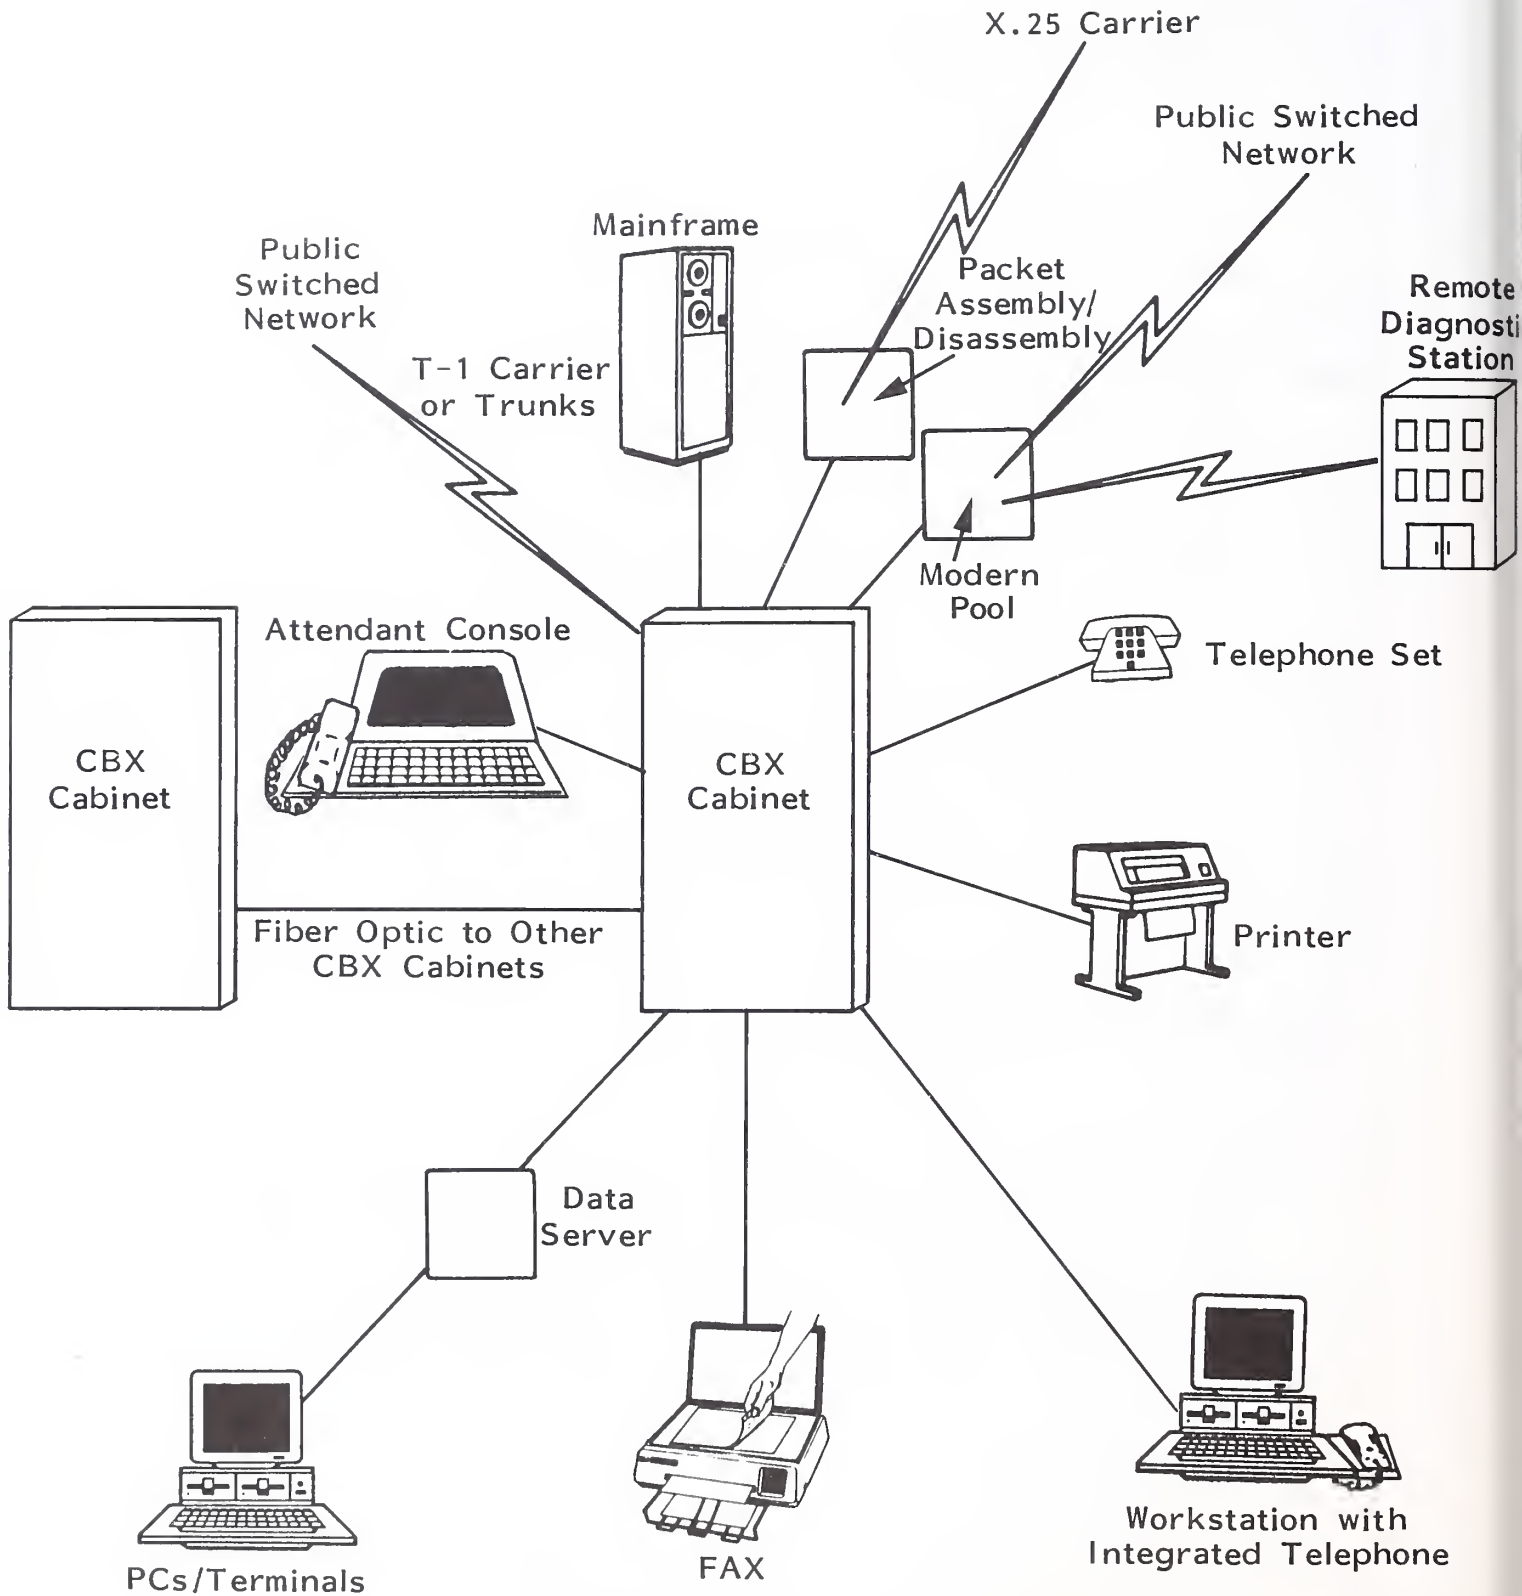 X.25 Carrier
Public Switched
Network
Mainframe
Public
Switched
Network
Packet
Assembly/
Disassembly
Remote
Diagnosti
Station
T-1 Carrier
or Trunks
Modern
Pool
Attendant Console
Telephone Set
CBX
Cabinet
CBX
Cabinet
Fiber Optic to Other
CBX Cabinets
Printer
Data
Server
Workstation with
Integrated Telephone
FAX
PCs/Terminals